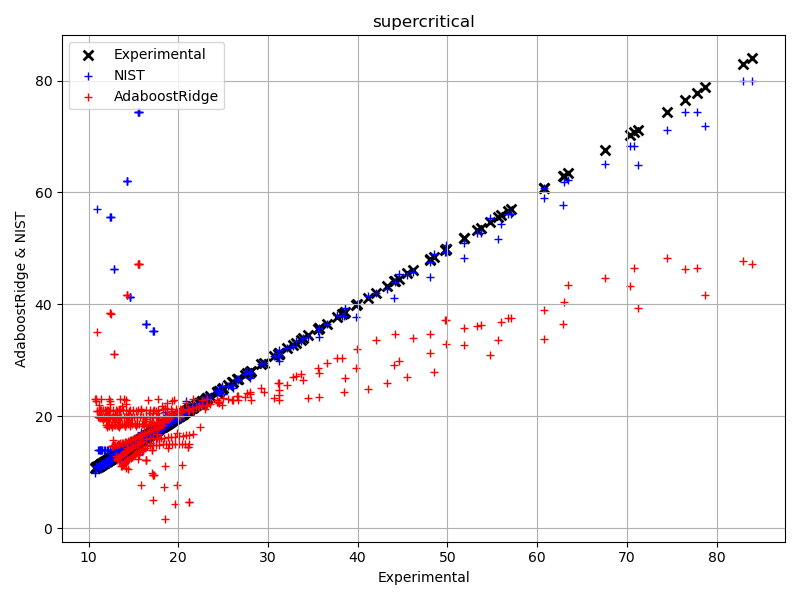 supercritical
Experimental
NIST
AdaboostRidge
AdaboostRidge & NIST
80
60
40
20
0
10 20 30 40 50 60 70 80
Experimental